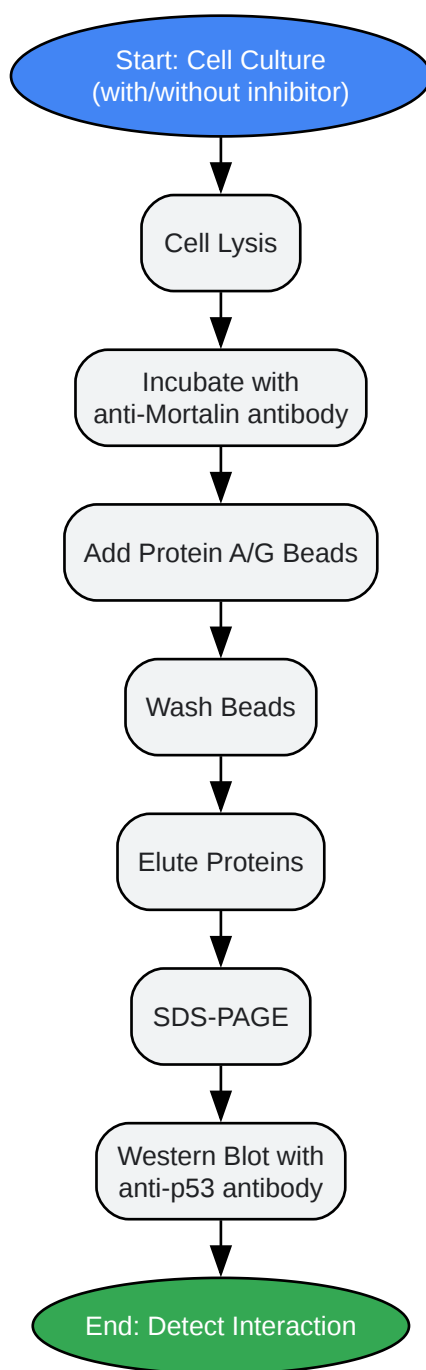 Start: Cell Culture
(with/without inhibitor)
Cell Lysis
Incubate with
anti-Mortalin antibody
Add Protein A/G Beads
Wash Beads
Elute Proteins
SDS-PAGE
Western Blot with
anti-p53 antibody
End: Detect Interaction